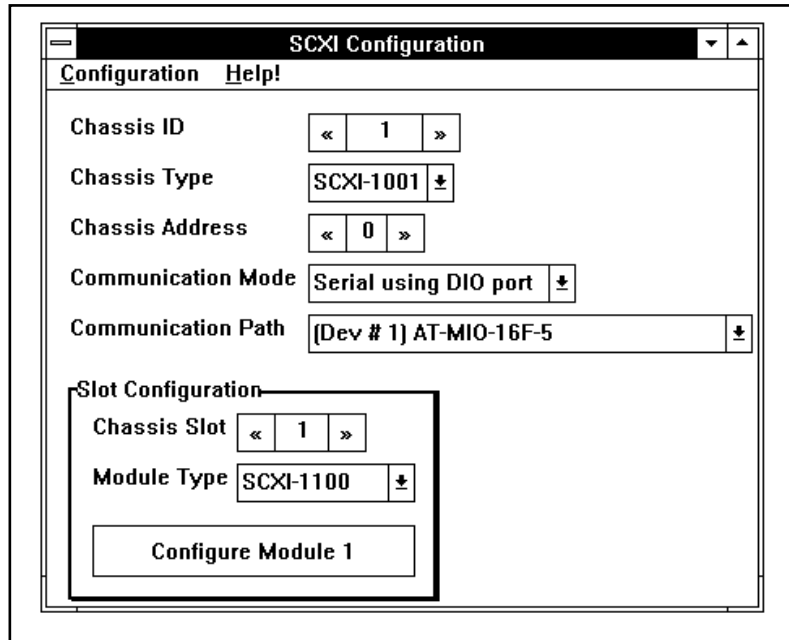 SCXI Configuration
Configuration Help!
Chassis ID « 1 »
Chassis Type SCXI-1001
Chassis Address « 0 »
Communication Mode Serial using DIO port
Communication Path (Dev # 1) AT-MIO-16F-5
Slot Configuration
Chassis Slot « 1 »
Module Type SCXI-1100
Configure Module 1